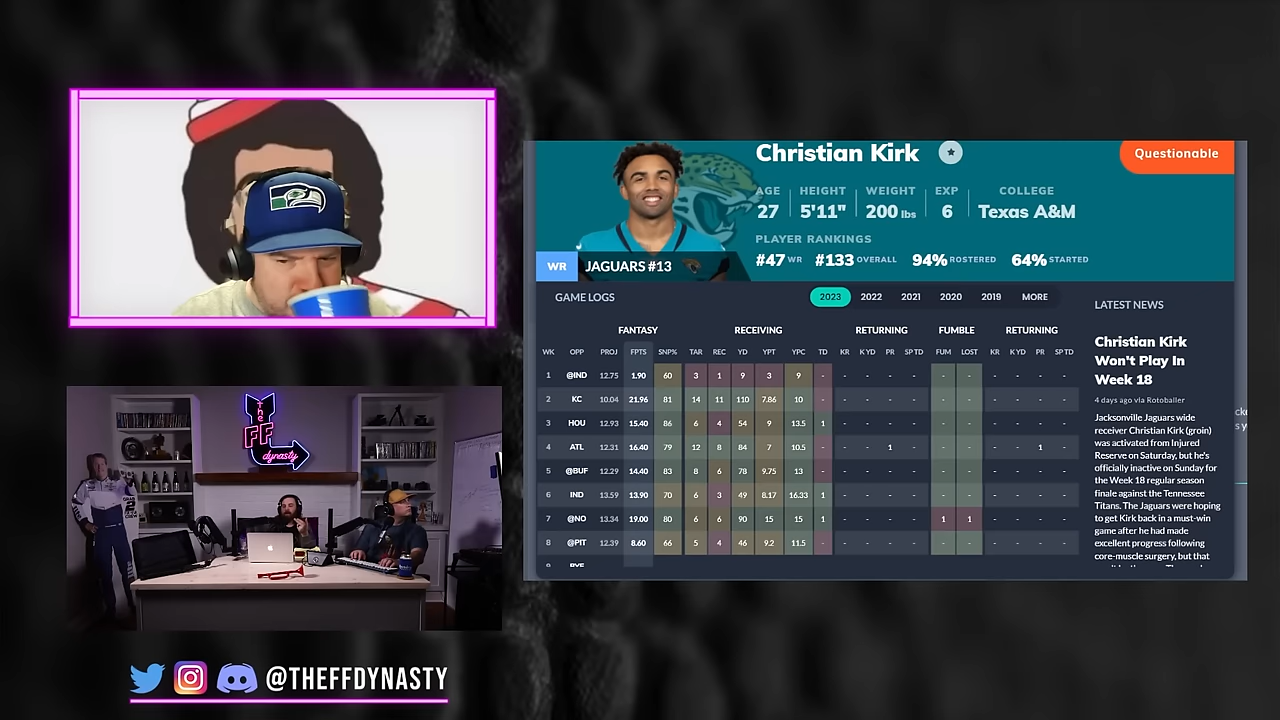 The
FF
dynasty
@THEFFDYNASTY
Christian Kirk
Questionable
AGE HEIGHT WEIGHT EXP COLLEGE
27 5'11" 200 lbs 6 Texas A&M
PLAYER RANKINGS
#47 WR #133 OVERALL 94% ROSTERED 64% STARTED
WR JAGUARS #13
GAME LOGS 2023 2022 2021 2020 2019 MORE
FANTASY RECEIVING RETURNING FUMBLE RETURNING
WK OPP PROJ FPTS SNP% TAR REC YD YPT YPC TD KR K YD PR SP TD FUM LOST KR K YD PR SP TD
1 @IND 12.75 1.90 60 3 1 9 3 9 - - - - - - - - - - -
2 KC 10.04 21.96 81 14 11 110 7.86 10 - - - - - - - - - - -
3 HOU 12.93 15.40 86 6 4 54 9 13.5 1 - - - - - - - - - -
4 ATL 12.31 16.40 79 12 8 84 7 10.5 - - - 1 - - - - - 1 -
5 @BUF 12.29 14.40 83 8 6 78 9.75 13 - - - - - - - - - - -
6 IND 13.59 13.90 70 6 3 49 8.17 16.33 1 - - - - - - - - - -
7 @NO 13.34 19.00 80 6 6 90 15 15 1 - - - - 1 1 - - - -
8 @PIT 12.39 8.60 66 5 4 46 9.2 11.5 - - - - - - - - - - -
9 BYE
LATEST NEWS
Christian Kirk
Won't Play In
Week 18
4 days ago via Rotoballer
Jacksonville Jaguars wide
receiver Christian Kirk (groin)
was activated from Injured
Reserve on Saturday, but he's
officially inactive on Sunday for
the Week 18 regular season
finale against the Tennessee
Titans. The Jaguars were hoping
to get Kirk back in a must-win
game after he had made
excellent progress following
core-muscle surgery, but that